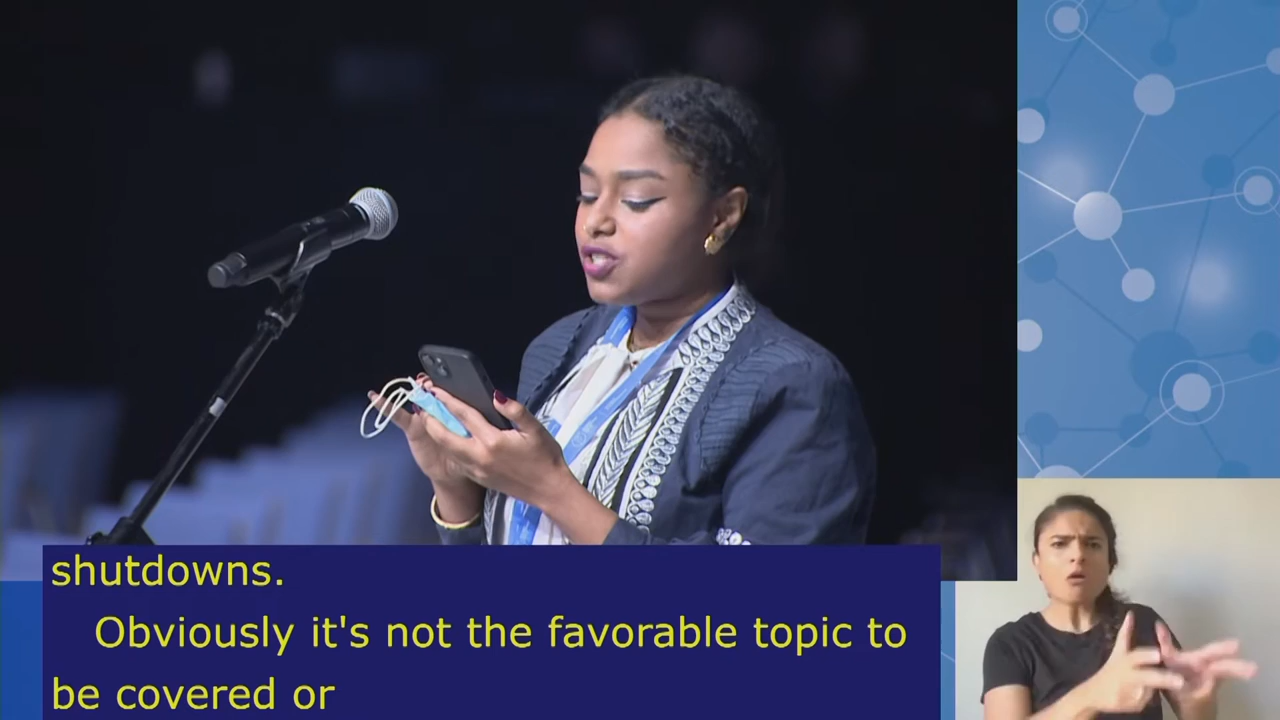 shutdowns.
Obviously it's not the favorable topic to
be covered or